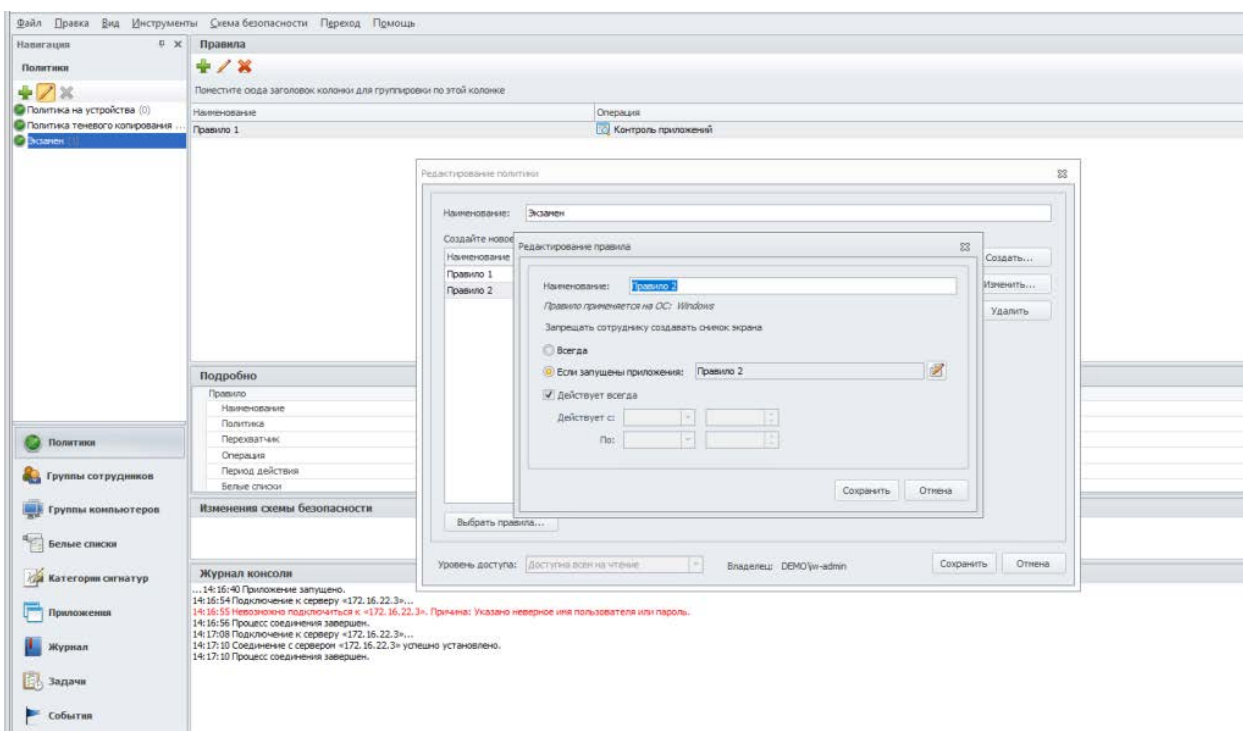 Файл Правка Вид Инструменты Схема безопасности Переход Помощь
Навигация
Политики
Политика на устройства (0)
Политика теневого копирования ...
Экзамен (1)
Политики
Группы сотрудников
Группы компьютеров
Белые списки
Категории сигнатур
Приложения
Журнал
Задачи
События
Правила
Поместите сюда заголовок колонки для группировки по этой колонке
Наименование Операция
Правило 1 Контроль приложений
Подробно
Правило
Наименование
Политика
Перехватчик
Операция
Период действия
Белые списки
Изменения схемы безопасности
Журнал консоли
...14:16:40 Приложение запущено.
14:16:54 Подключение к серверу «172.16.22.3»...
14:16:55 Невозможно подключиться к «172.16.22.3». Причина: Указано неверное имя пользователя или пароль.
14:16:56 Процесс соединения завершен.
14:17:08 Подключение к серверу «172.16.22.3»...
14:17:10 Соединение с сервером «172.16.22.3» успешно установлено.
14:17:10 Процесс соединения завершен.
Редактирование политики
Наименование: Экзамен
Создайте новое
Наименование
Правило 1
Правило 2
Создать...
Изменить...
Удалить
Выбрать правила...
Уровень доступа: Доступна всем на чтение Владелец: DEMO\iw-admin Сохранить Отмена
Редактирование правила
Наименование: Правило 2
Правило применяется на ОС: Windows
Запрещать сотруднику создавать снимок экрана
Всегда
Если запущены приложения: Правило 2
Действует всегда
Действует с:
По:
Сохранить Отмена